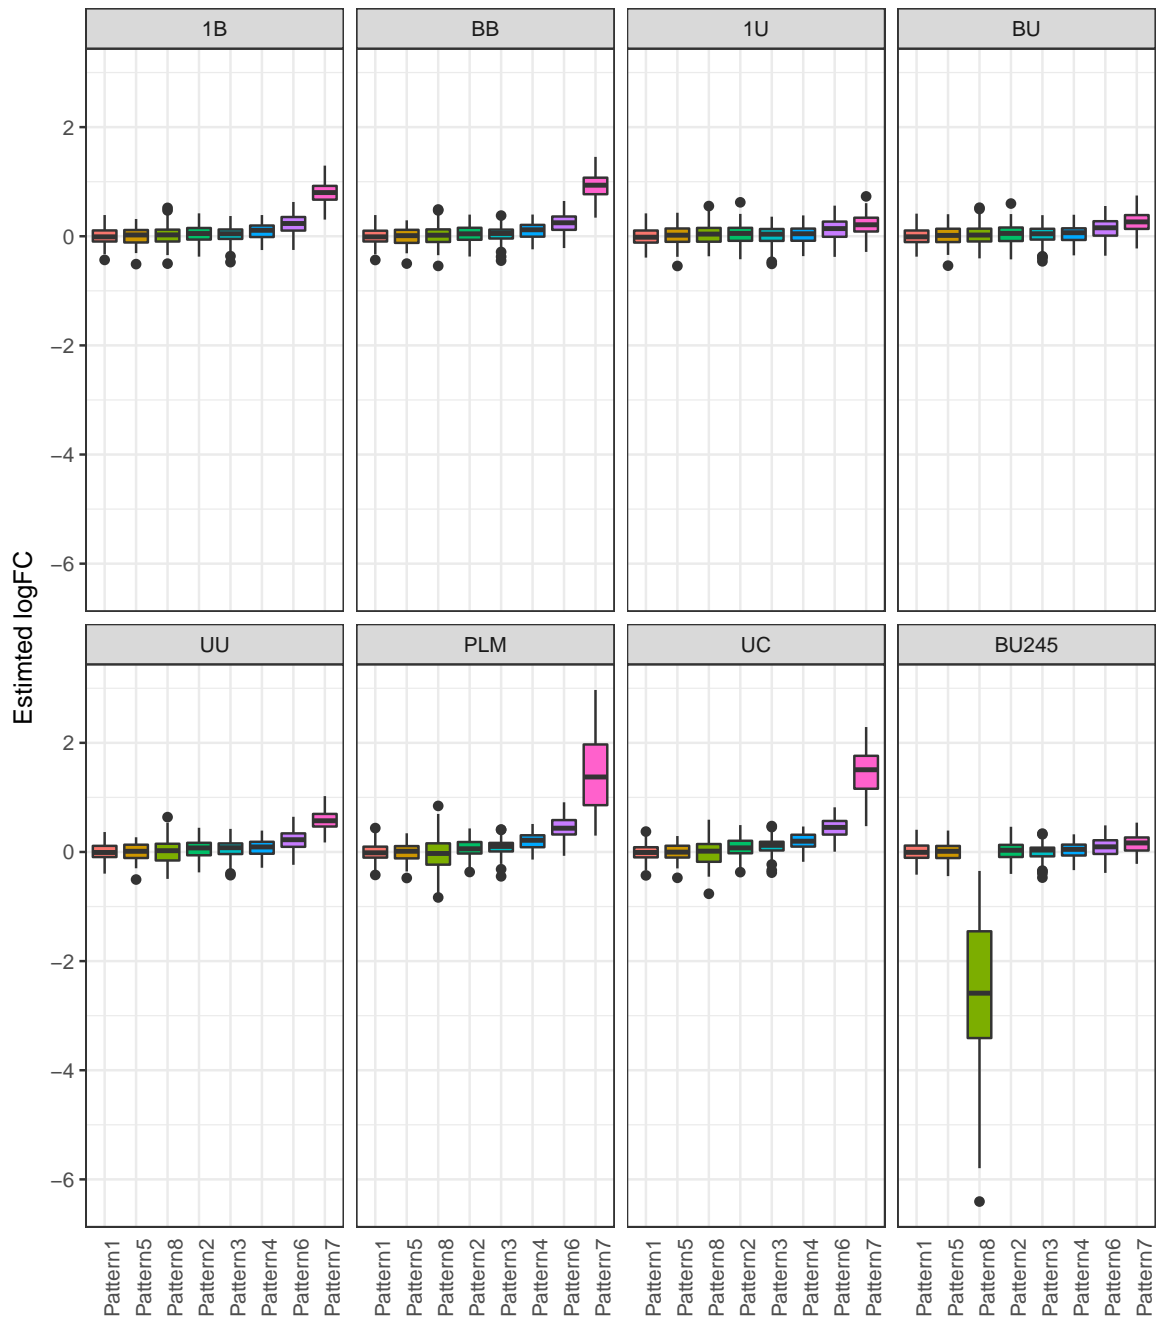 1B BB 1U BU
2
0
−2
−4
−6
Estimted logFC
UU PLM UC BU245
2
0
−2
−4
−6
Pattern1 Pattern5 Pattern8 Pattern2 Pattern3 Pattern4 Pattern6 Pattern7 Pattern1 Pattern5 Pattern8 Pattern2 Pattern3 Pattern4 Pattern6 Pattern7 Pattern1 Pattern5 Pattern8 Pattern2 Pattern3 Pattern4 Pattern6 Pattern7 Pattern1 Pattern5 Pattern8 Pattern2 Pattern3 Pattern4 Pattern6 Pattern7